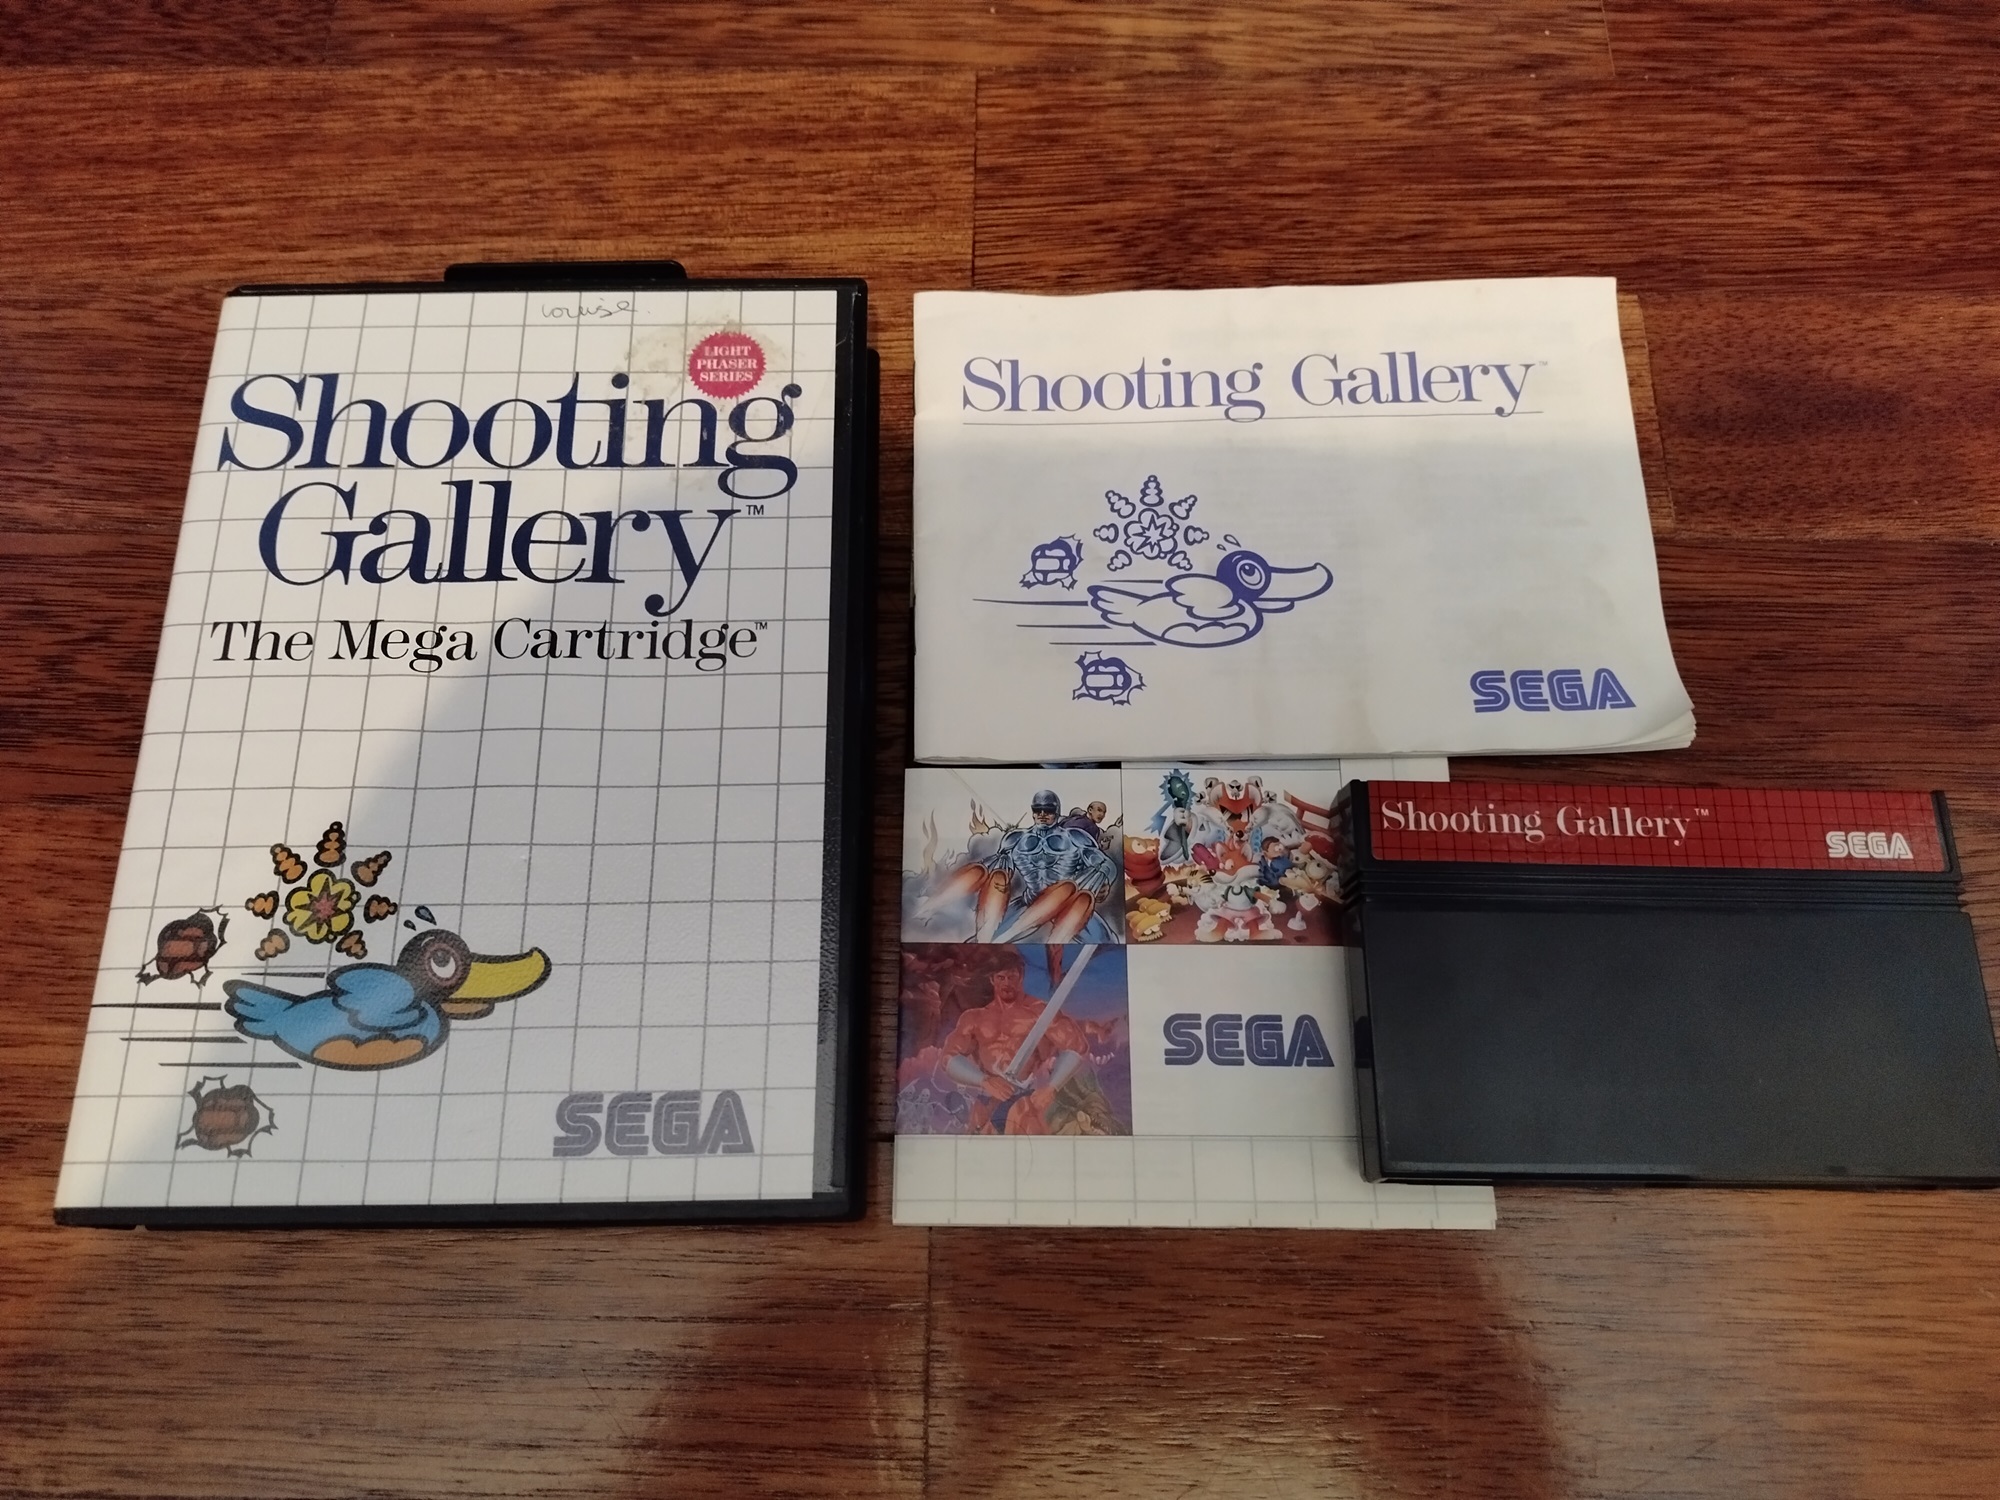 louise
LIGHT
PHASER
SERIES
Shooting
Gallery™
The Mega Cartridge™
SEGA
Shooting Gallery™
SEGA
SEGA
Shooting Gallery™
SEGA